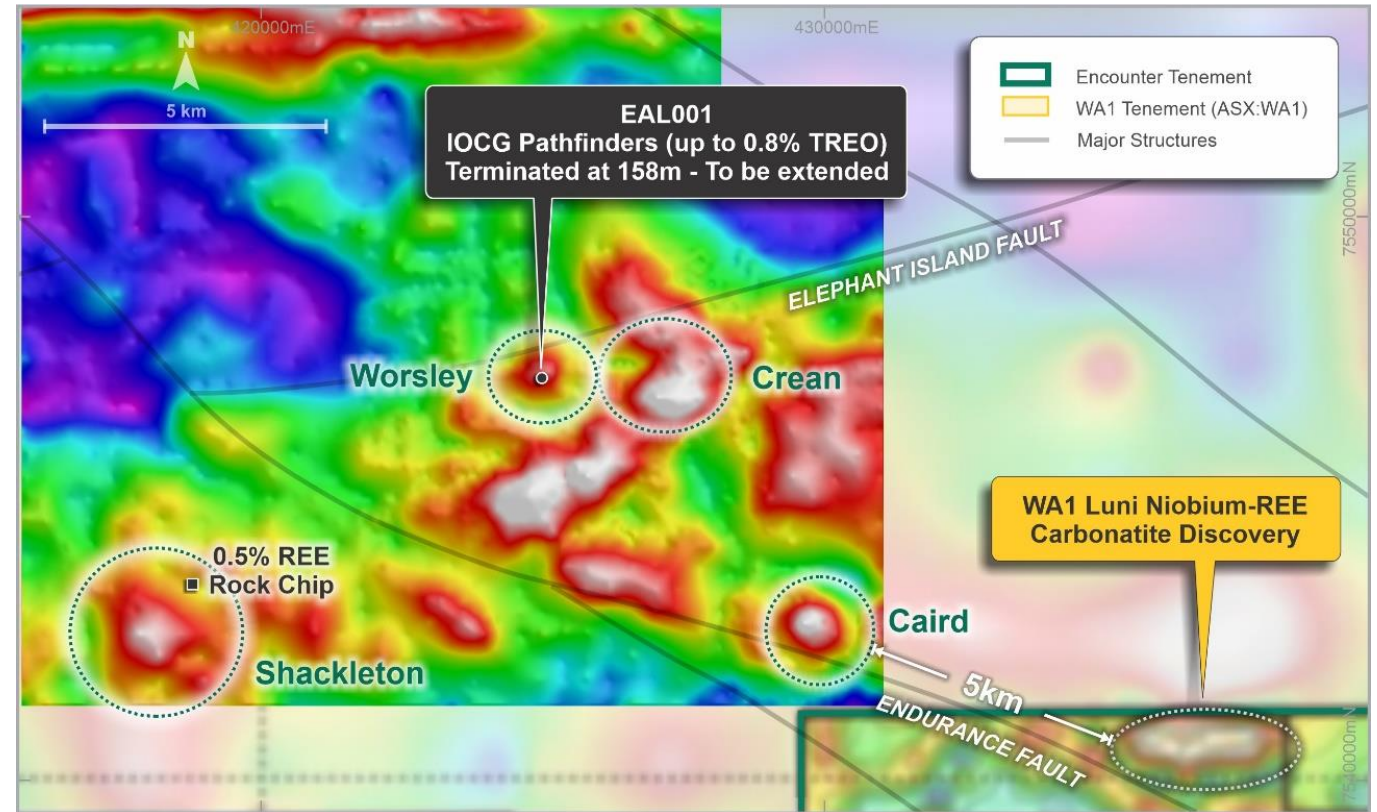 420000mE
430000mE
N
5 km
EAL001
IOCG Pathfinders (up to 0.8% TREO)
Terminated at 158m - To be extended
Encounter Tenement
WA1 Tenement (ASX:WA1)
Major Structures
7550000mN
ELEPHANT ISLAND FAULT
Worsley
Crean
WA1 Luni Niobium-REE
Carbonatite Discovery
0.5% REE
Rock Chip
Shackleton
Caird
5km
ENDURANCE FAULT
7540000mN